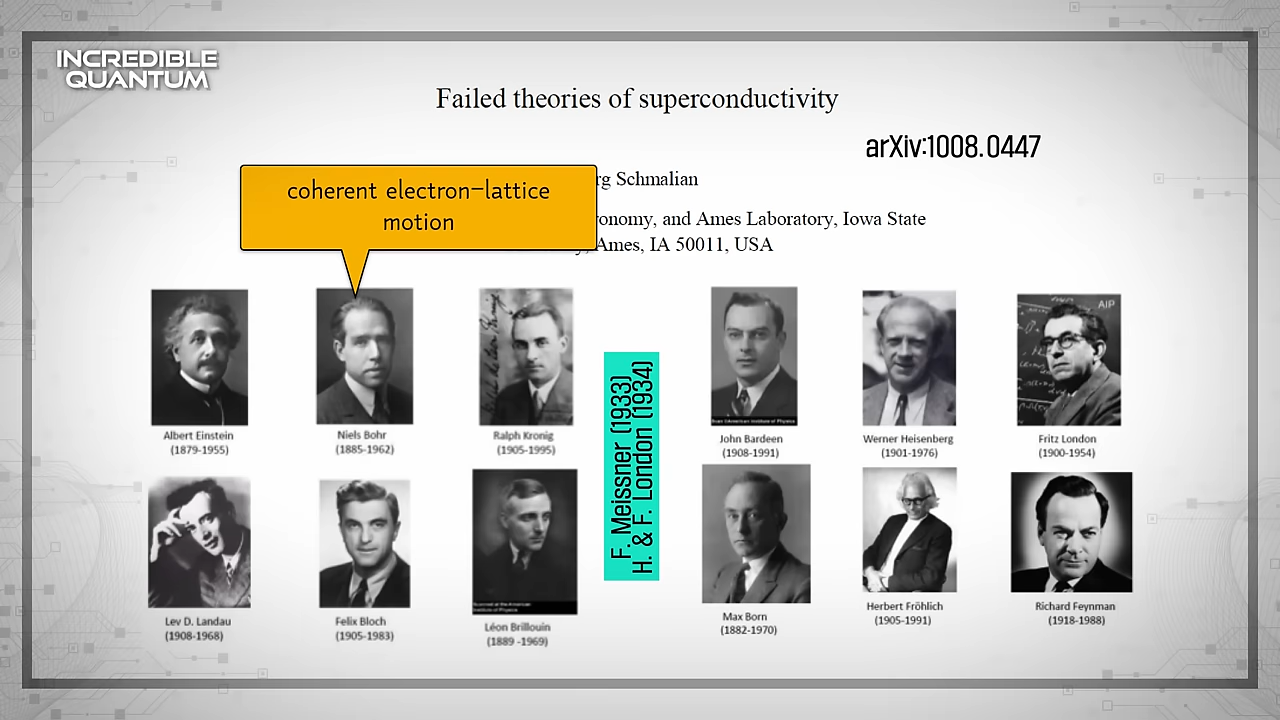 INCREDIBLE
QUANTUM
Failed theories of superconductivity
arXiv:1008.0447
coherent electron-lattice
motion
rg Schmalian
onomy, and Ames Laboratory, Iowa State
Ames, IA 50011, USA
AIP
Albert Einstein
(1879-1955)
Niels Bohr
(1885-1962)
Ralph Kronig
(1905-1995)
F. Meissner (1933)
H. & F. London (1934)
John Bardeen
(1908-1991)
Werner Heisenberg
(1901-1976)
Fritz London
(1900-1954)
Lev D. Landau
(1908-1968)
Felix Bloch
(1905-1983)
Léon Brillouin
(1889 -1969)
Max Born
(1882-1970)
Herbert Fröhlich
(1905-1991)
Richard Feynman
(1918-1988)